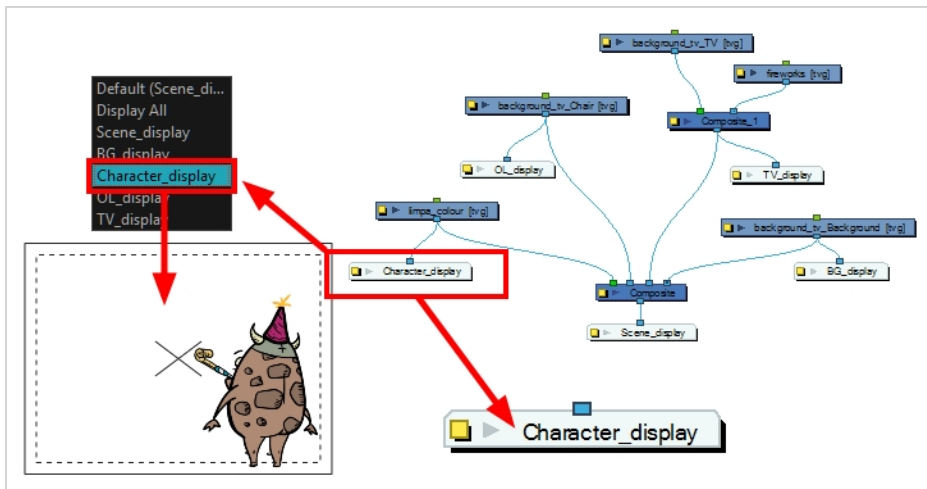 Default (Scene_di...
Display All
Scene_display
BG_display
Character_display
OL_display
TV_display
background_tv_TV [tvg]
fireworks [tvg]
background_tv_Chair [tvg]
Composite_1
OL_display
TV_display
limpa_colour [tvg]
background_tv_Background [tvg]
Character_display
BG_display
Composite
Scene_display
Character_display